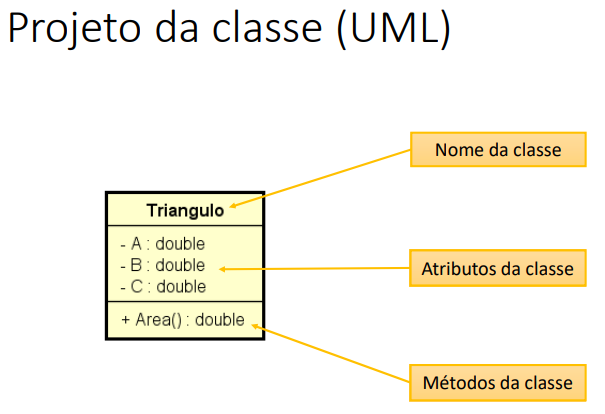 Projeto da classe (UML)
Nome da classe
Triangulo
- A : double
- B : double
- C : double
Atributos da classe
+ Area() : double
Métodos da classe